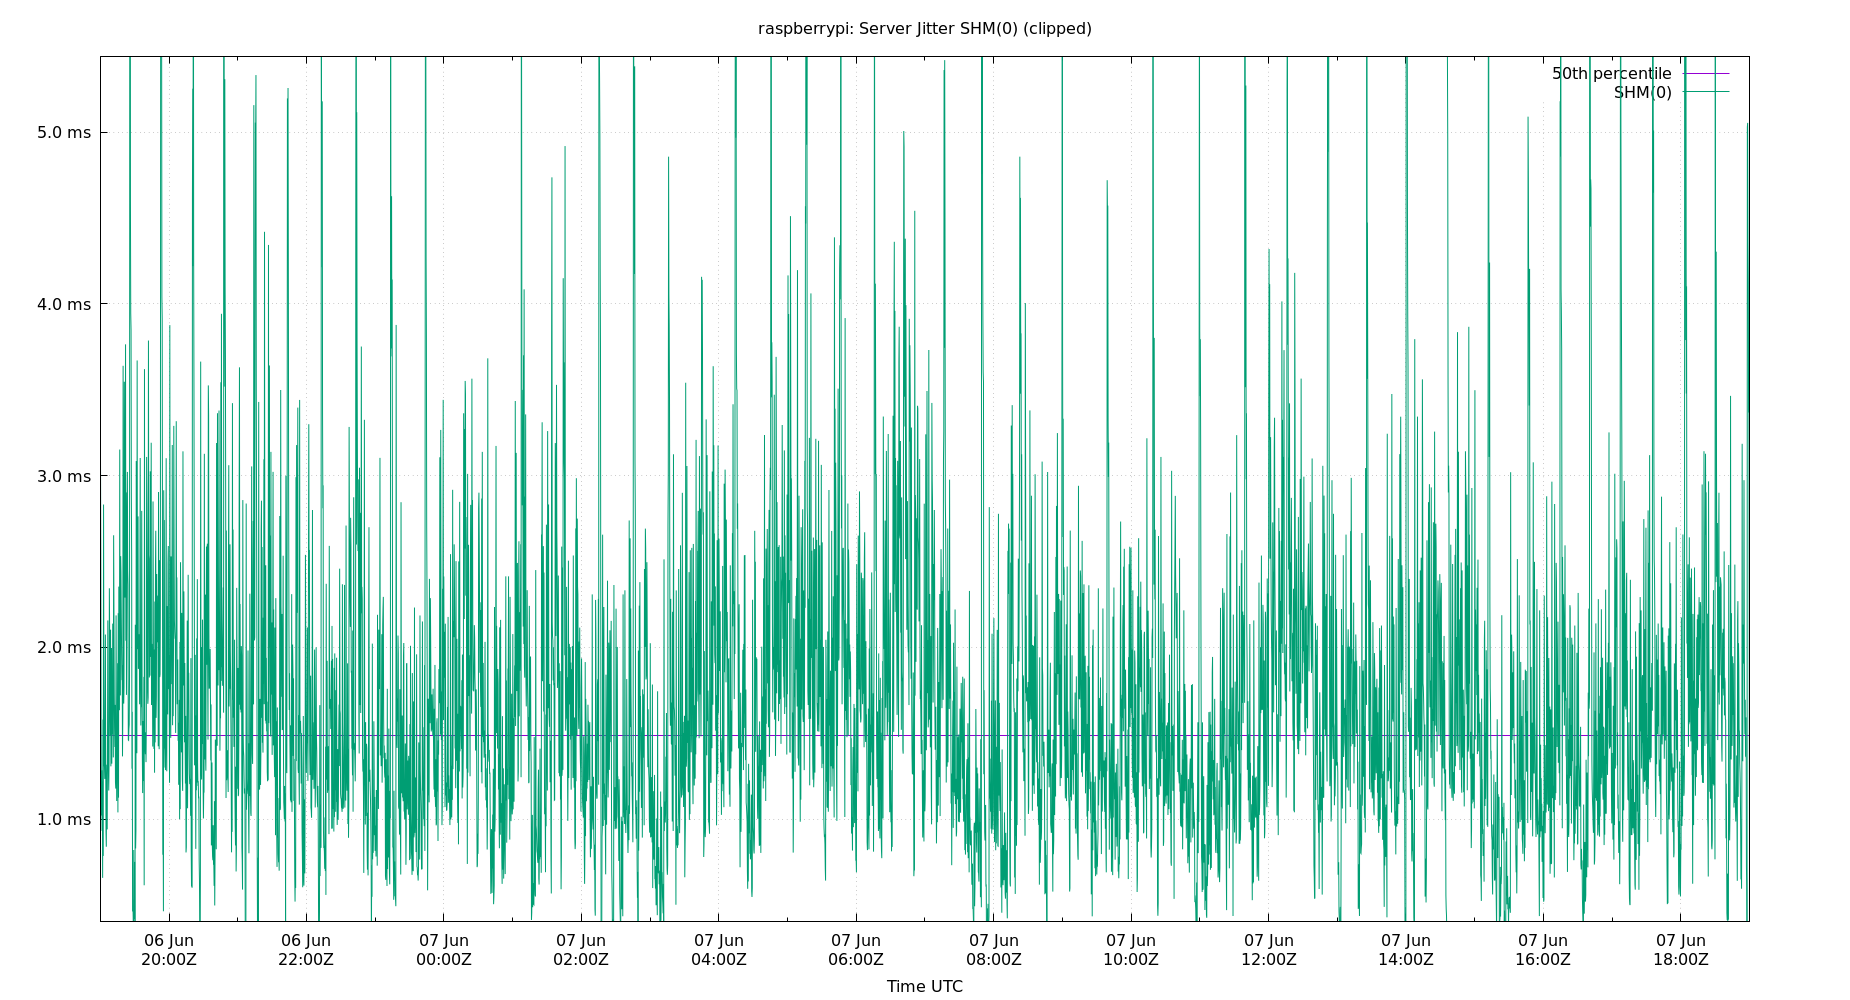 raspberrypi: Server Jitter SHM(0) (clipped)
50th percentile
SHM(0)
5.0 ms
4.0 ms
3.0 ms
2.0 ms
1.0 ms
06 Jun 06 Jun 07 Jun 07 Jun 07 Jun 07 Jun 07 Jun 07 Jun 07 Jun 07 Jun 07 Jun 07 Jun
20:00Z 22:00Z 00:00Z 02:00Z 04:00Z 06:00Z 08:00Z 10:00Z 12:00Z 14:00Z 16:00Z 18:00Z
Time UTC